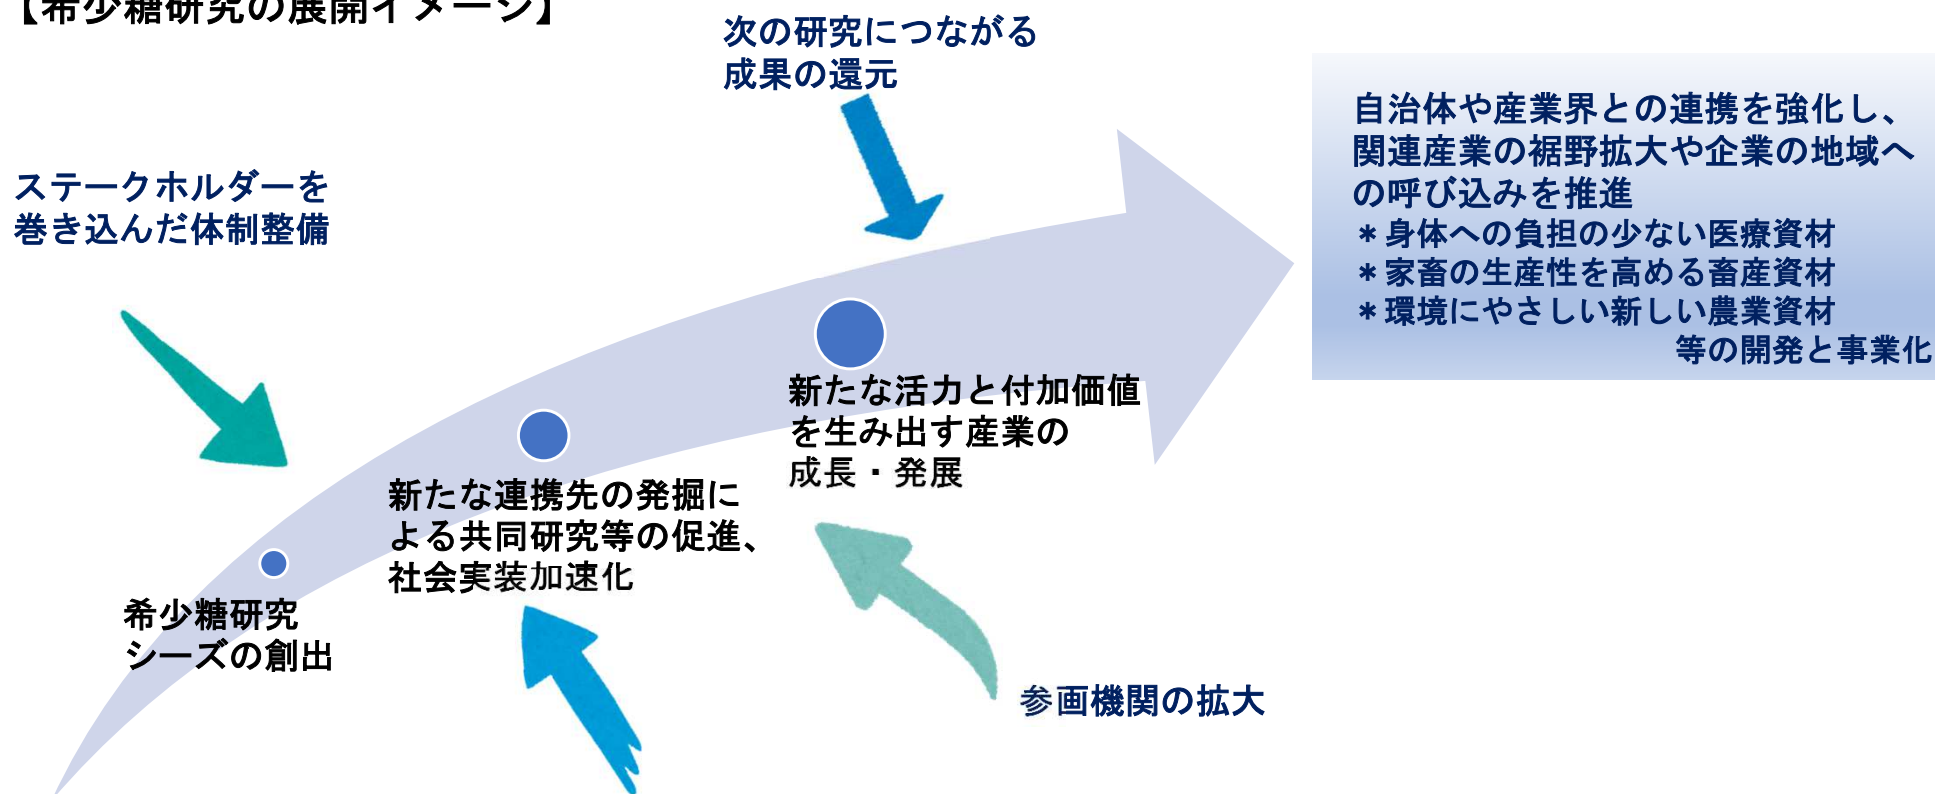 【希少糖研究の展開イメージ】
次の研究につながる
成果の還元
ステークホルダーを
巻き込んだ体制整備
自治体や産業界との連携を強化し、
関連産業の裾野拡大や企業の地域へ
の呼び込みを推進
＊身体への負担の少ない医療資材
＊家畜の生産性を高める畜産資材
＊環境にやさしい新しい農業資材
等の開発と事業化
新たな活力と付加価値
を生み出す産業の
成長・発展
新たな連携先の発掘に
よる共同研究等の促進、
社会実装加速化
希少糖研究
シーズの創出
参画機関の拡大